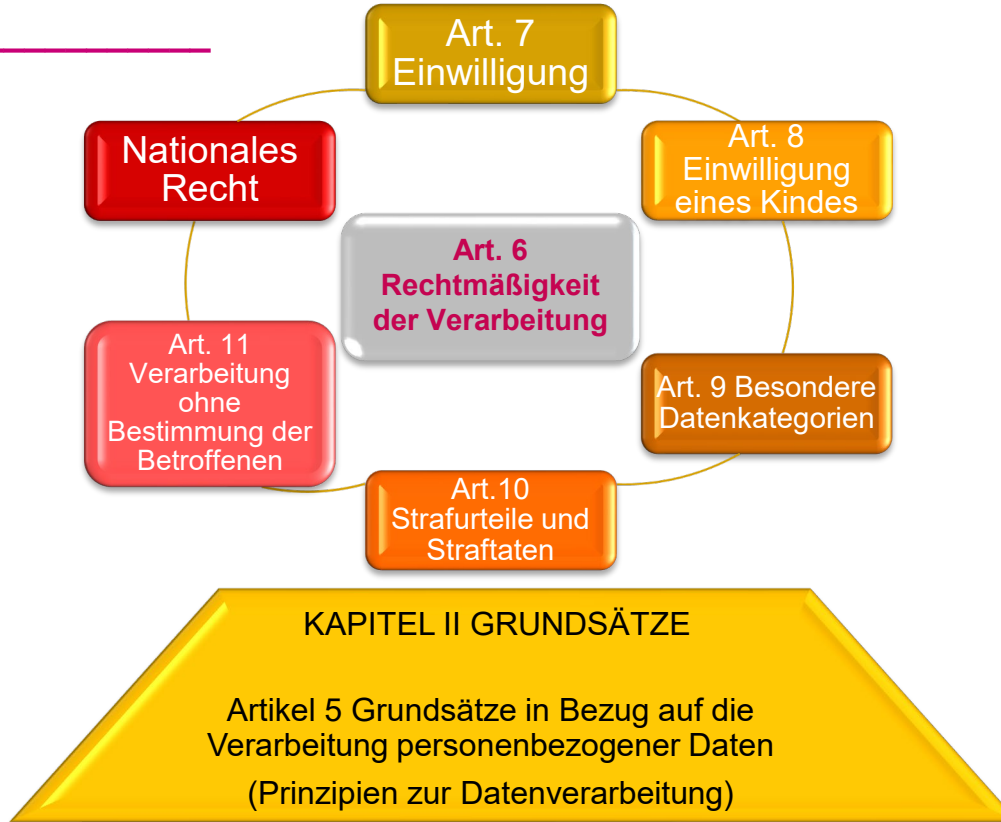 Art. 7
Einwilligung
Nationales
Recht
Art. 8
Einwilligung
eines Kindes
Art. 6
Rechtmäßigkeit
der Verarbeitung
Art. 11
Verarbeitung
ohne
Bestimmung der
Betroffenen
Art. 9 Besondere
Datenkategorien
Art.10
Strafurteile und
Straftaten
KAPITEL II GRUNDSÄTZE
Artikel 5 Grundsätze in Bezug auf die
Verarbeitung personenbezogener Daten
(Prinzipien zur Datenverarbeitung)